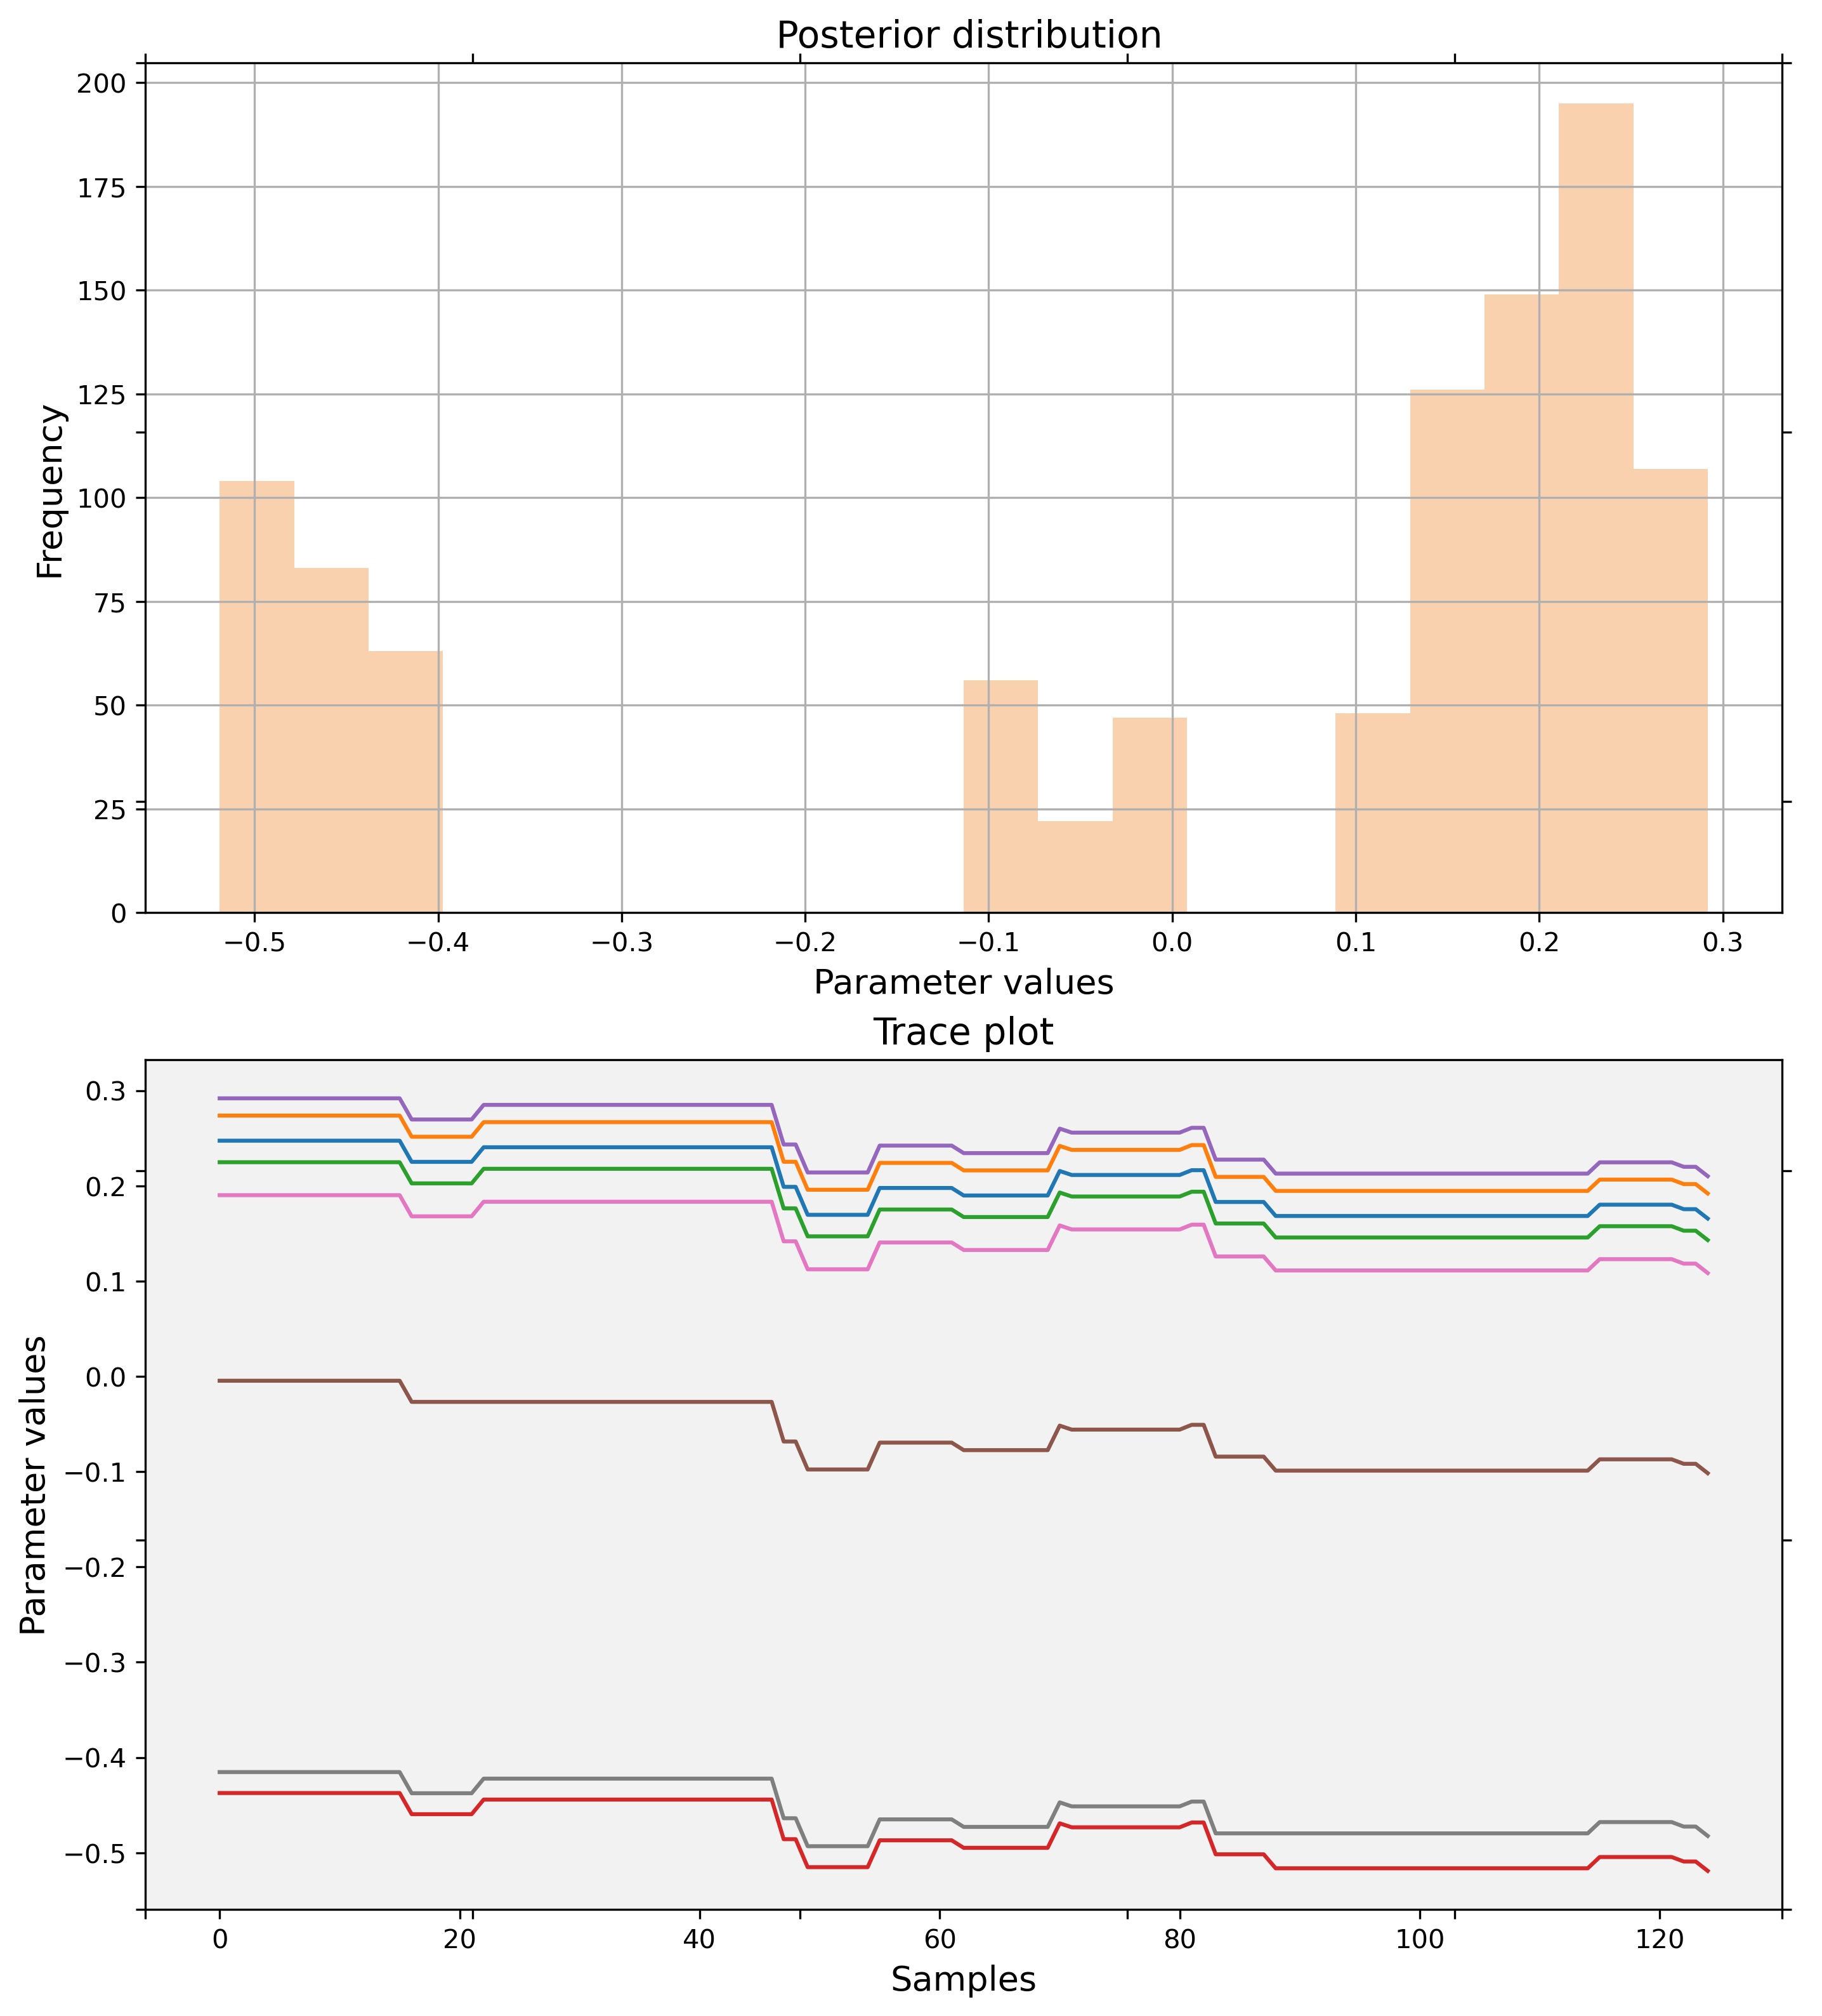 Posterior distribution
200
175
150
125
100
75
50
25
0
Frequency
−0.5 −0.4 −0.3 −0.2 −0.1 0.0 0.1 0.2 0.3
Parameter values
Trace plot
0.3
0.2
0.1
0.0
−0.1
−0.2
−0.3
−0.4
−0.5
Parameter values
0 20 40 60 80 100 120
Samples